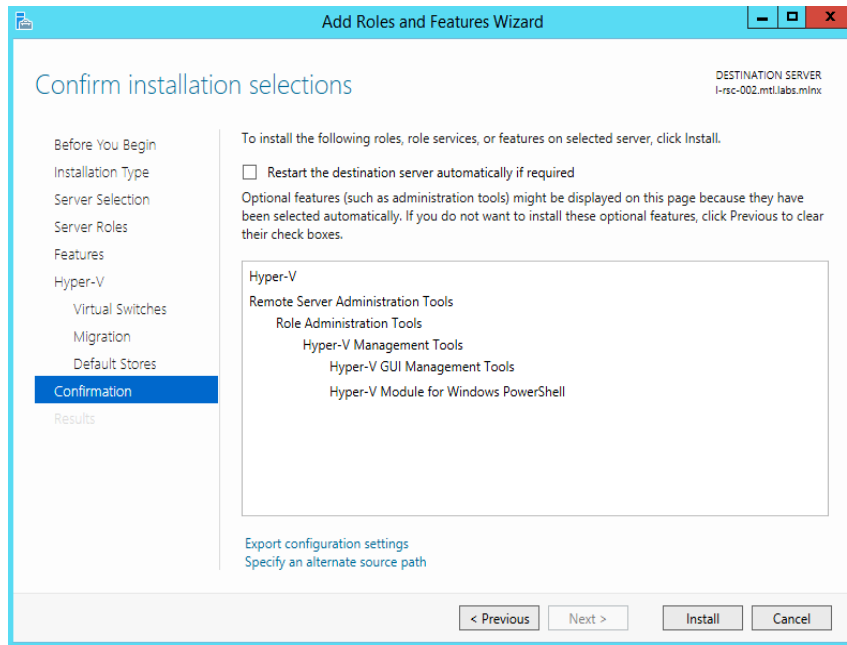 Add Roles and Features Wizard
Confirm installation selections
DESTINATION SERVER
l-rsc-002.mtl.labs.mlnx
Before You Begin
Installation Type
Server Selection
Server Roles
Features
Hyper-V
Virtual Switches
Migration
Default Stores
Confirmation
Results
To install the following roles, role services, or features on selected server, click Install.
Restart the destination server automatically if required
Optional features (such as administration tools) might be displayed on this page because they have
been selected automatically. If you do not want to install these optional features, click Previous to clear
their check boxes.
Hyper-V
Remote Server Administration Tools
Role Administration Tools
Hyper-V Management Tools
Hyper-V GUI Management Tools
Hyper-V Module for Windows PowerShell
Export configuration settings
Specify an alternate source path
< Previous
Next >
Install
Cancel